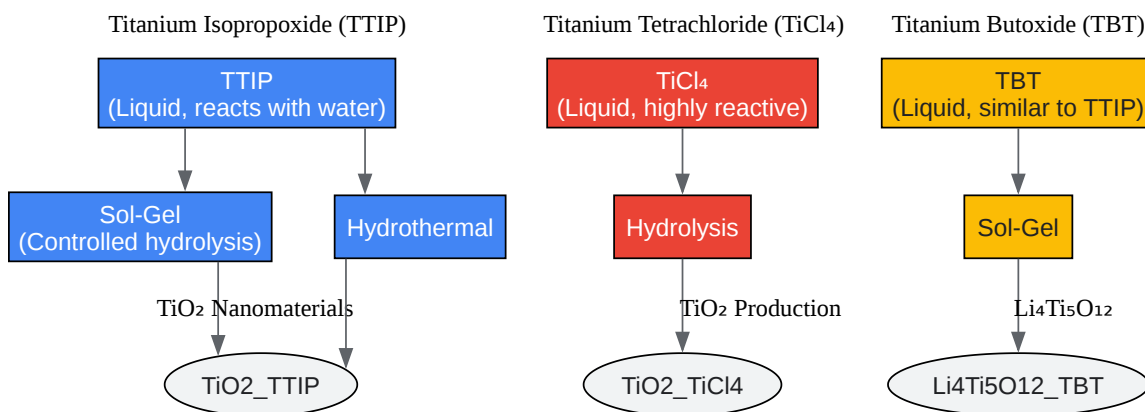 Titanium Isopropoxide (TTIP)
Titanium Tetrachloride (TiCl₄)
Titanium Butoxide (TBT)
TTIP
(Liquid, reacts with water)
TiCl₄
(Liquid, highly reactive)
TBT
(Liquid, similar to TTIP)
Sol-Gel
(Controlled hydrolysis)
Hydrothermal
Hydrolysis
Sol-Gel
TiO₂ Nanomaterials
TiO₂ Production
Li₄Ti₅O₁₂
TiO2_TTIP
TiO2_TiCl4
Li4Ti5O12_TBT